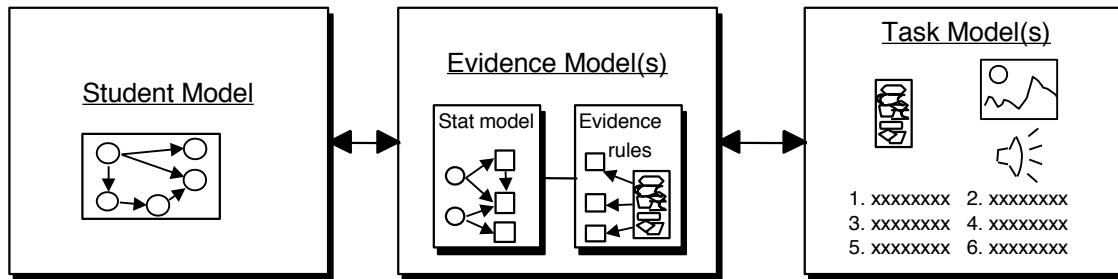 Student Model
Evidence Model(s)
Stat model
Evidence
rules
Task Model(s)
1. xxxxxxxx 2. xxxxxxxx
3. xxxxxxxx 4. xxxxxxxx
5. xxxxxxxx 6. xxxxxxxx